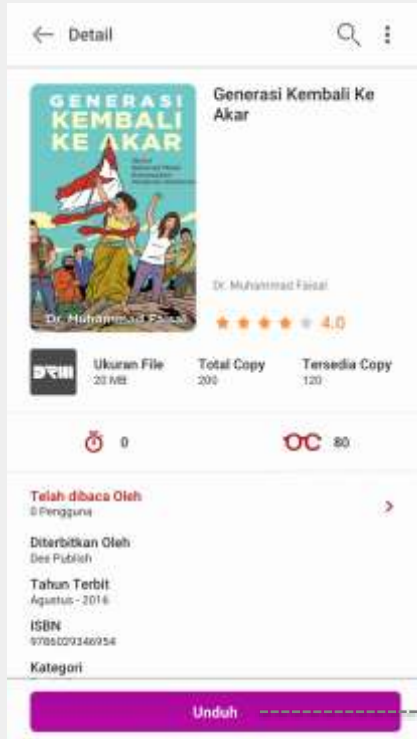 Detail
GENERASI
KEMBALI
KE AKAR
Dr. Muhammad Faisal
Generasi Kembali Ke
Akar
Dr. Muhammad Faisal
4.0
DRM
Ukuran File
20 MB
Total Copy
200
Tersedia Copy
120
0
80
Telah dibaca Oleh
0 Pengguna
Diterbitkan Oleh
Dee Publish
Tahun Terbit
Agustus - 2016
ISBN
9786029346954
Kategori
Unduh